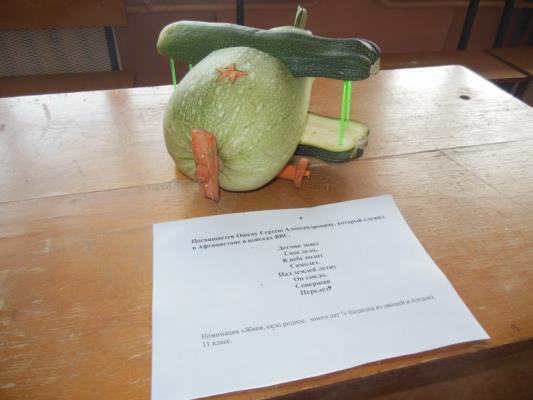 Посвящается Ошеву Сергею Александровичу, который служил
в Афганистане в войсках ВВС.
Летчик знает
Свое дело,
В небе водит
Самолет.
Над землей летит
Он смело,
Совершая
Перелет
Номинация «Живи, село родное, много лет !» (поделка из овощей и плодов)
11 класс.